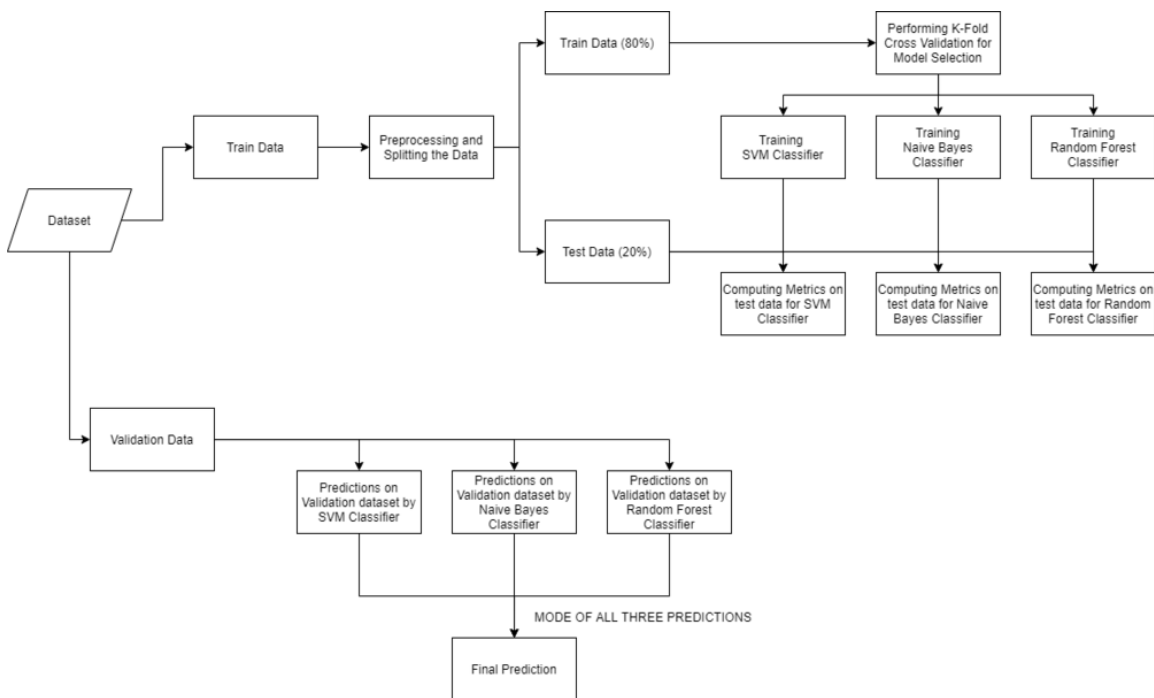 Train Data (80%)
Performing K-Fold
Cross Validation for
Model Selection
Train Data
Preprocessing and
Splitting the Data
Training
SVM Classifier
Training
Naive Bayes
Classifier
Training
Random Forest
Classifier
Dataset
Test Data (20%)
Computing Metrics on
test data for SVM
Classifier
Computing Metrics on
test data for Naive
Bayes Classifier
Computing Metrics on
test data for Random
Forest Classifier
Validation Data
Predictions on
Validation dataset by
SVM Classifier
Predictions on
Validation dataset by
Naive Bayes
Classifier
Predictions on
Validation dataset by
Random Forest
Classifier
MODE OF ALL THREE PREDICTIONS
Final Prediction